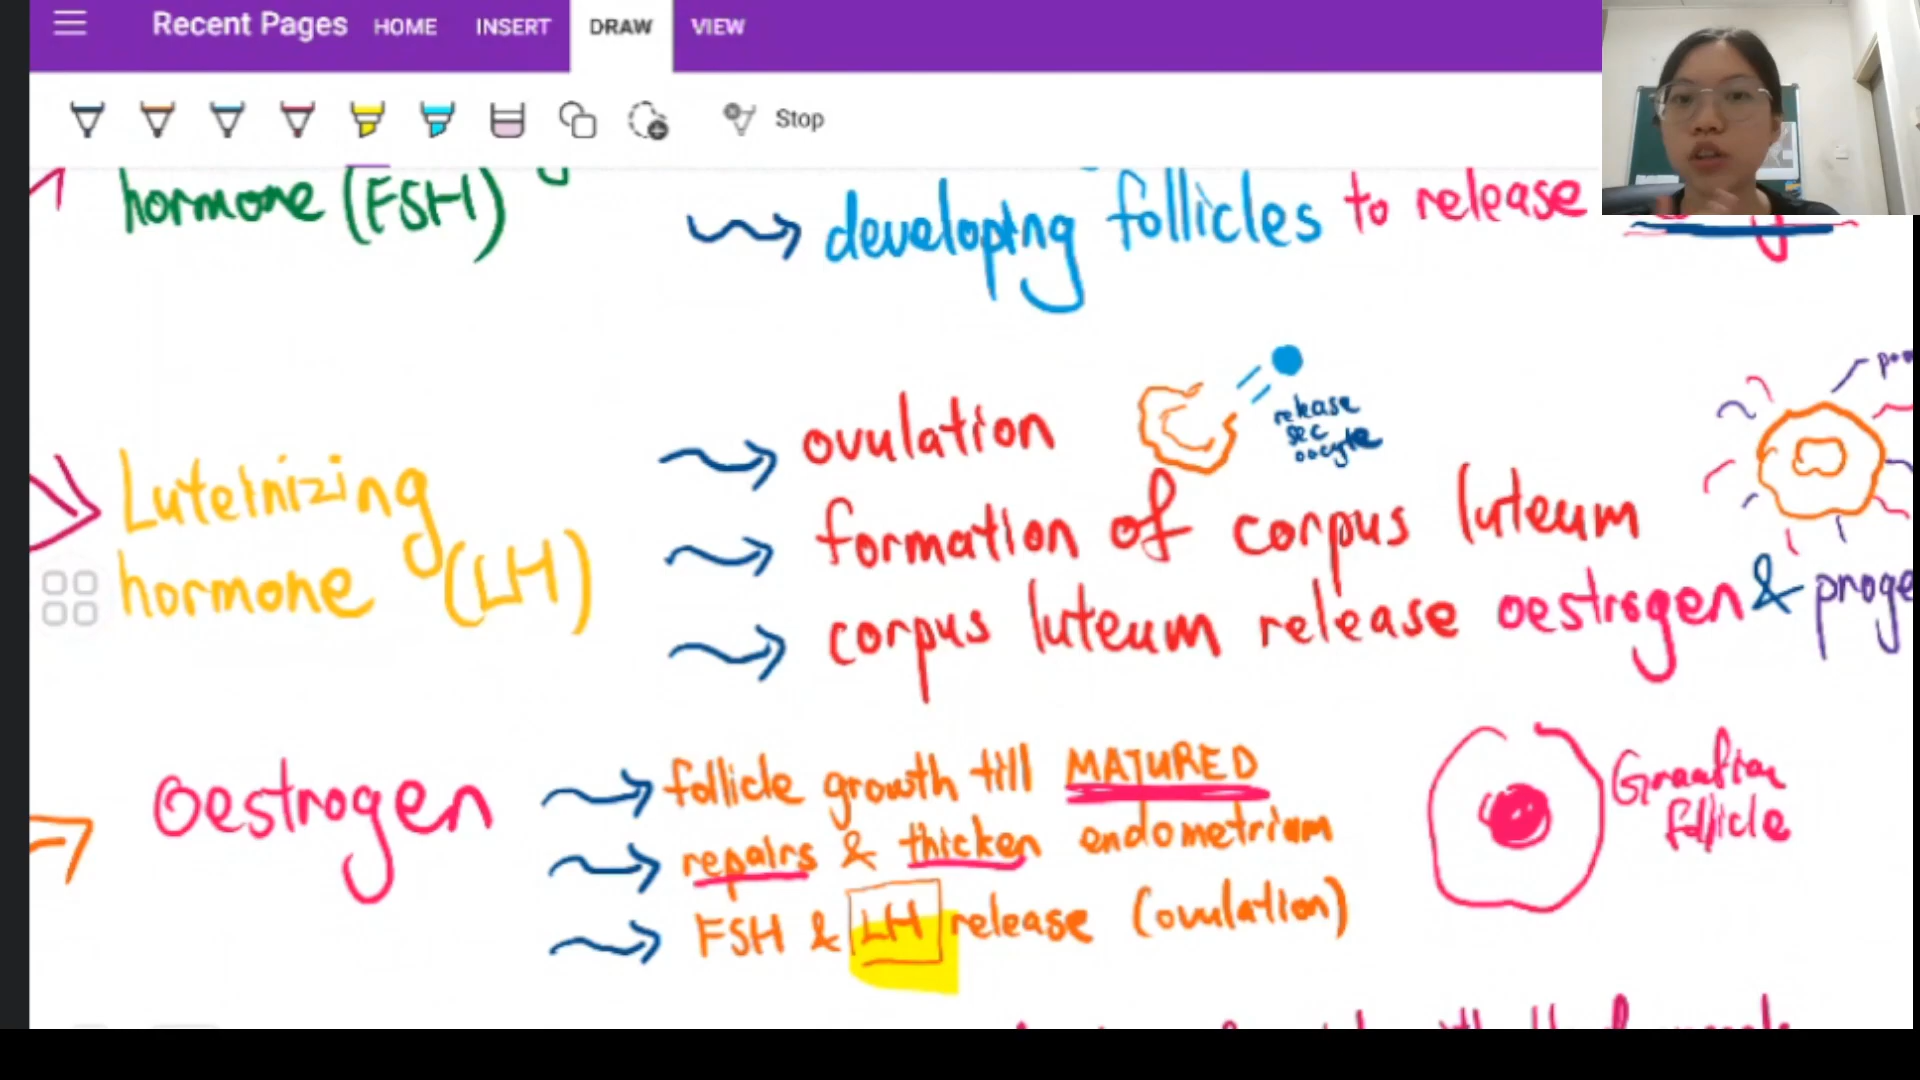 Recent Pages HOME INSERT DRAW VIEW
Stop
hormone (FSH)
developing follicles to release
Luteinizing
hormone (LH)
ovulation
release
sec
oocyte
formation of corpus luteum
corpus luteum release oestrogen & proge
Oestrogen
follicle growth till MATURED
repairs & thicken endometrium
FSH & LH release (ovulation)
Graafian
follicle